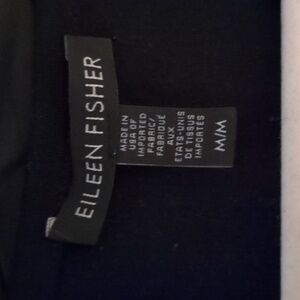 EILEEN FISHER
MADE IN
USA OF
IMPORTED
FABRIC/
FABRIQUÉ
AUX
ÉTATS-UNIS
DE TISSUS
IMPORTÉS
M/M